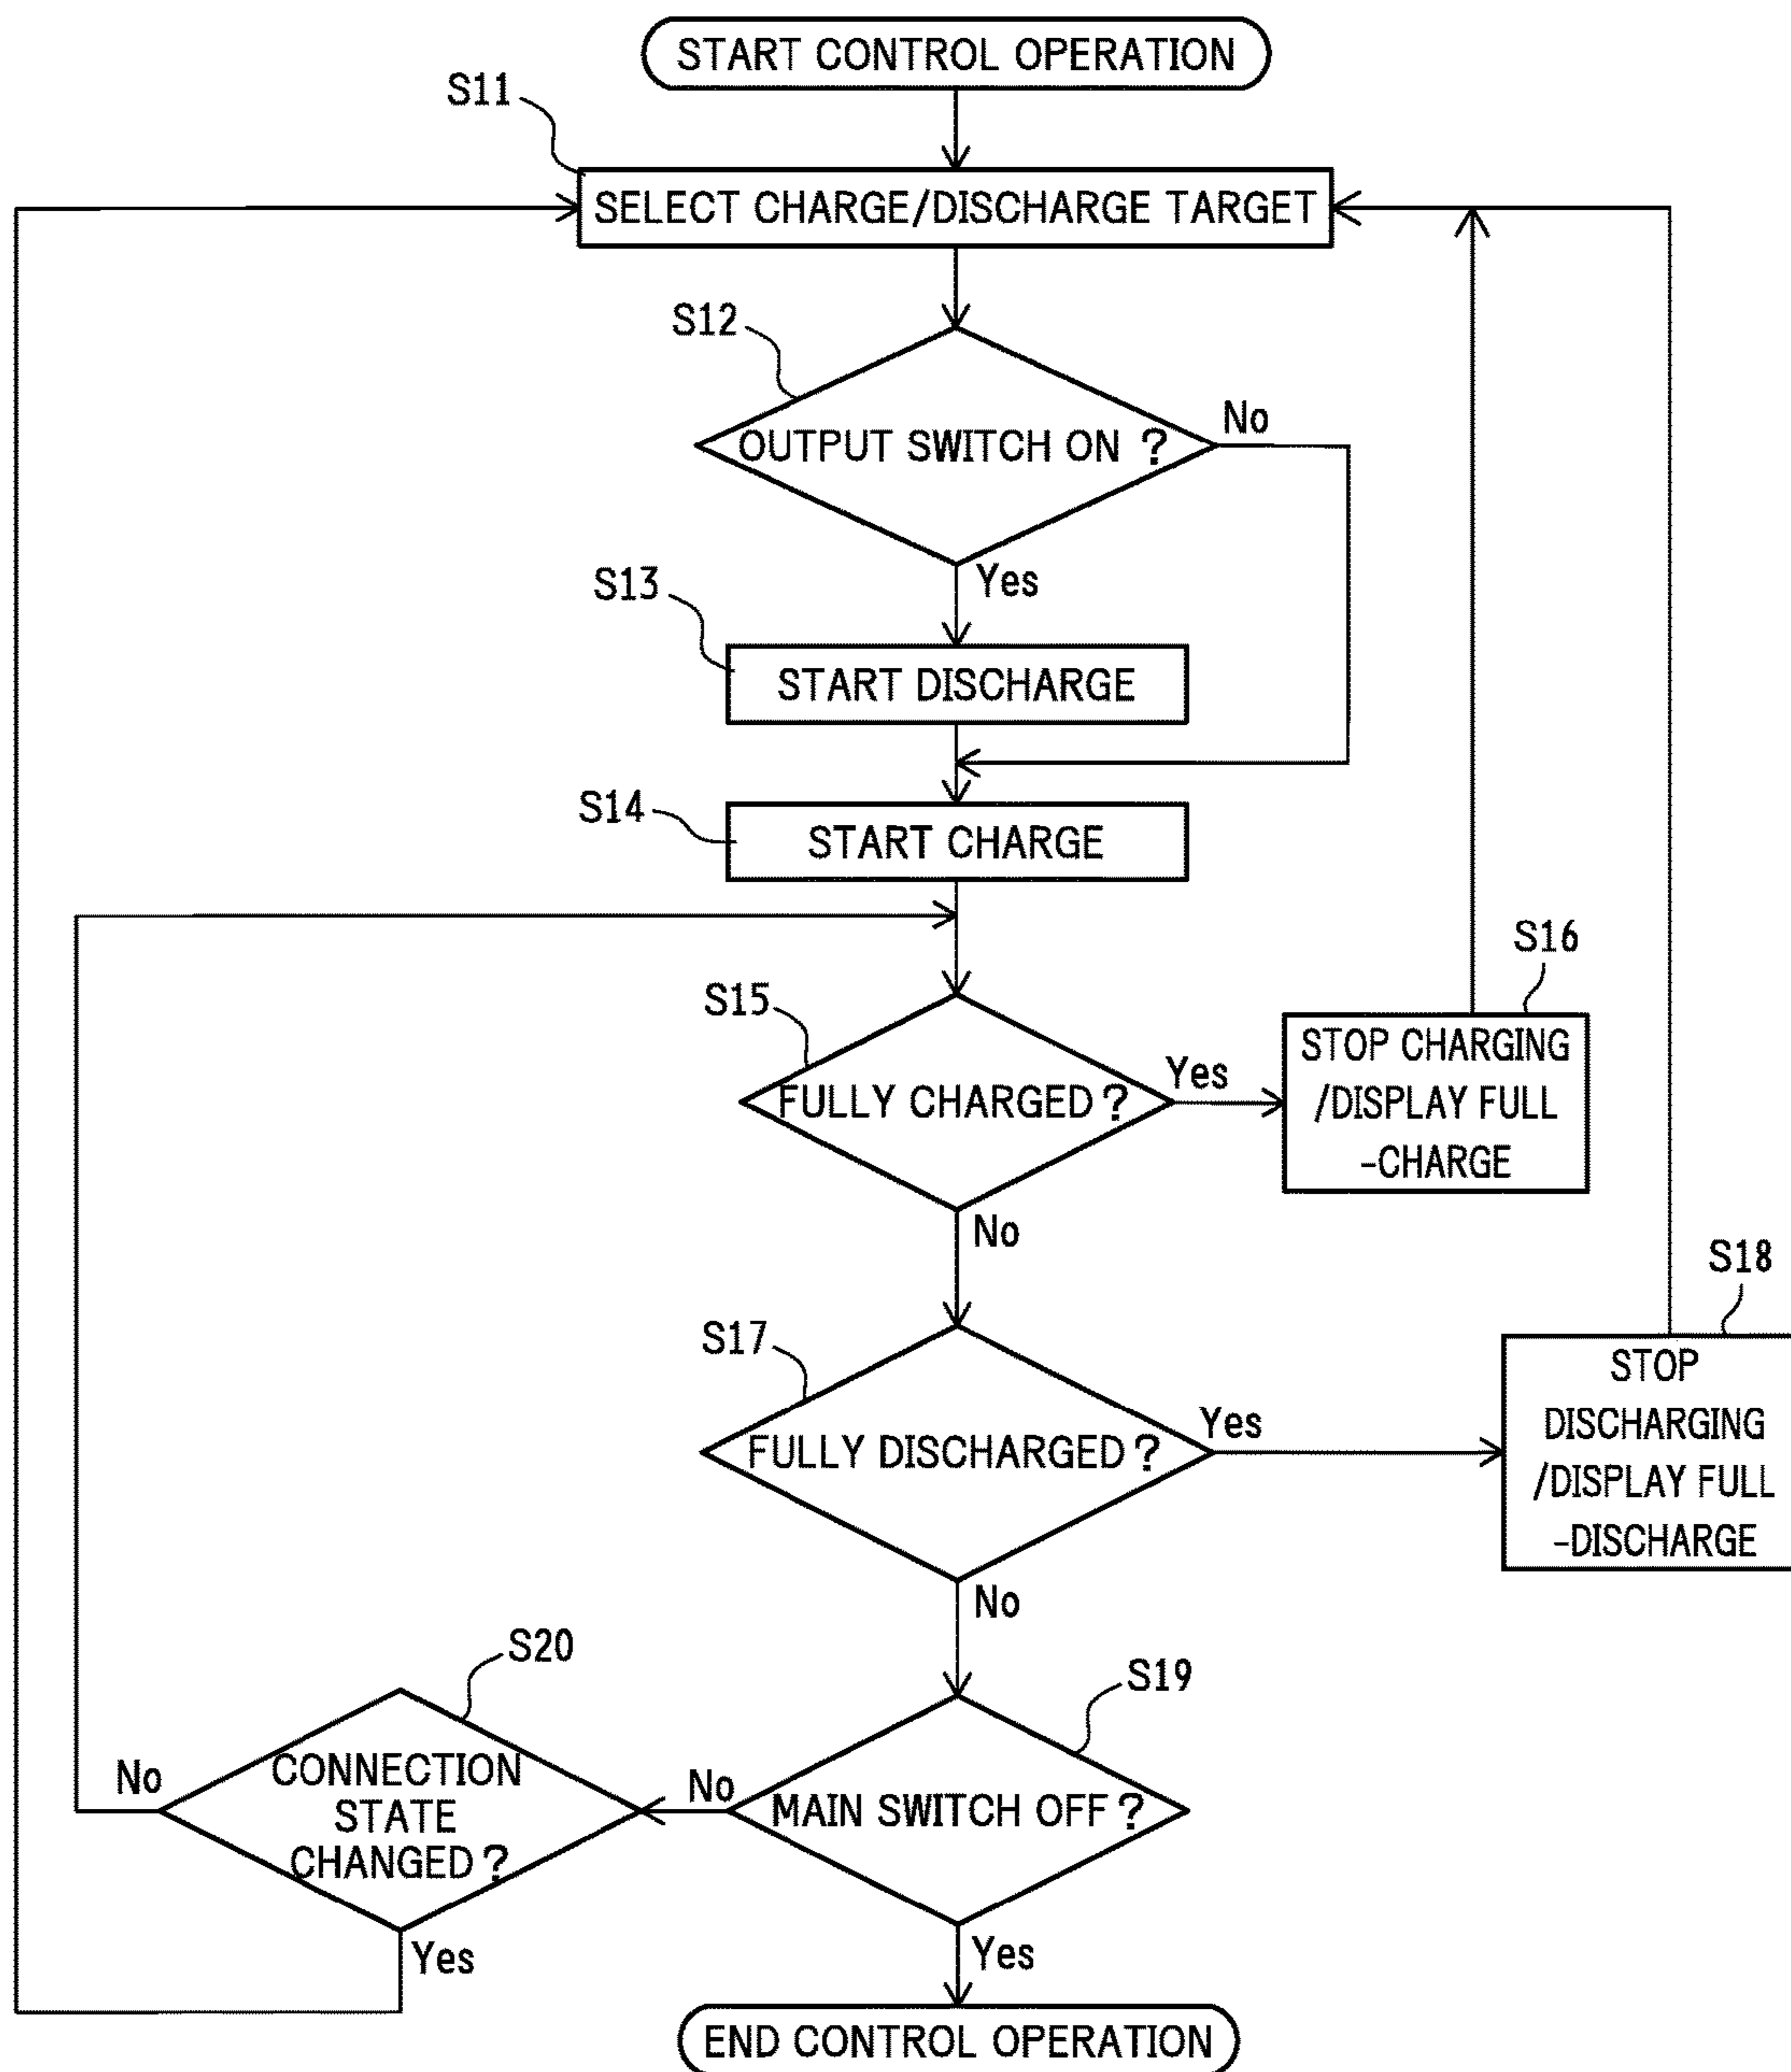 START CONTROL OPERATION
S11
SELECT CHARGE/DISCHARGE TARGET
S12
OUTPUT SWITCH ON ?
No
Yes
S13
START DISCHARGE
S14
START CHARGE
S15
FULLY CHARGED ?
Yes
No
S16
STOP CHARGING
/DISPLAY FULL
-CHARGE
S17
FULLY DISCHARGED ?
Yes
No
S18
STOP
DISCHARGING
/DISPLAY FULL
-DISCHARGE
S19
MAIN SWITCH OFF ?
No
Yes
S20
CONNECTION
STATE
CHANGED ?
No
Yes
END CONTROL OPERATION